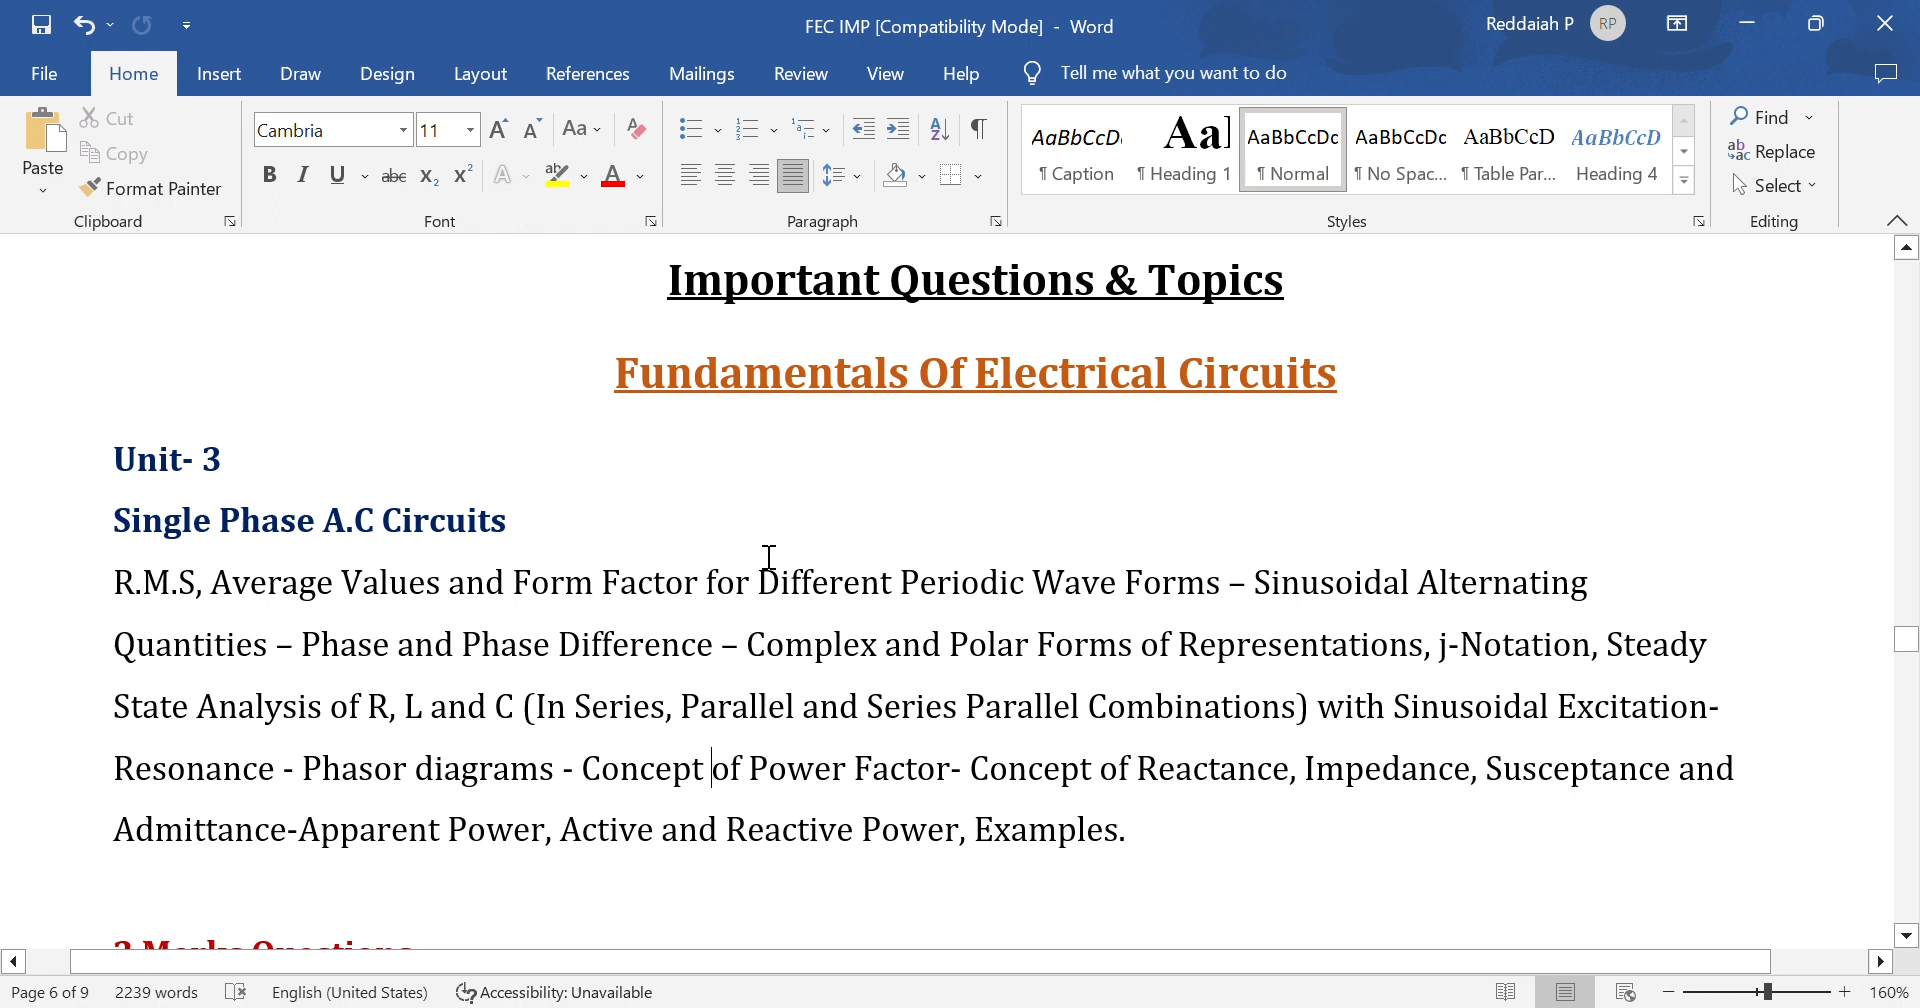 FEC IMP [Compatibility Mode] - Word
Reddaiah P RP
File Home Insert Draw Design Layout References Mailings Review View Help Tell me what you want to do
Paste Cut
Copy
Format Painter
Clipboard
Cambria 11
Font
Paragraph
AaBbCcD AaB AaBbCcDc AaBbCcDc AaBbCcD AaBbCcD
¶ Caption ¶ Heading 1 ¶ Normal ¶ No Spac... ¶ Table Par... Heading 4
Styles
Find
Replace
Select
Editing
Important Questions & Topics
Fundamentals Of Electrical Circuits
Unit- 3
Single Phase A.C Circuits
R.M.S, Average Values and Form Factor for Different Periodic Wave Forms – Sinusoidal Alternating
Quantities – Phase and Phase Difference – Complex and Polar Forms of Representations, j-Notation, Steady
State Analysis of R, L and C (In Series, Parallel and Series Parallel Combinations) with Sinusoidal Excitation-
Resonance - Phasor diagrams - Concept of Power Factor- Concept of Reactance, Impedance, Susceptance and
Admittance-Apparent Power, Active and Reactive Power, Examples.
Marks Questions
Page 6 of 9 2239 words English (United States) Accessibility: Unavailable 160%